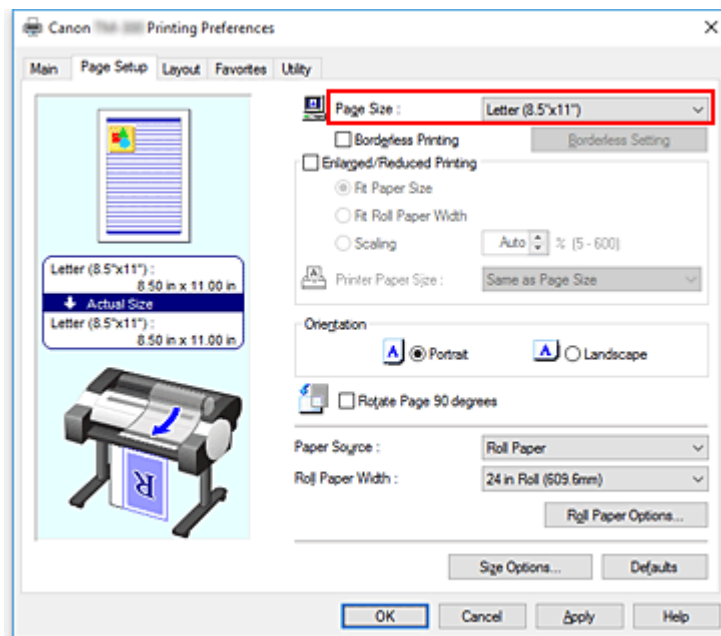 Canon Printing Preferences
Main Page Setup Layout Favorites Utility
Page Size : Letter (8.5"x11")
Borderless Printing Borderless Setting
Enlarged/Reduced Printing
Fit Paper Size
Fit Roll Paper Width
Scaling Auto % (5 - 600)
Printer Paper Size : Same as Page Size
Letter (8.5"x11") :
8.50 in x 11.00 in
Actual Size
Letter (8.5"x11") :
8.50 in x 11.00 in
Orientation
A Portrait A Landscape
Rotate Page 90 degrees
Paper Source : Roll Paper
Roll Paper Width : 24 in Roll (609.6mm)
R
Roll Paper Options...
Size Options... Defaults
OK Cancel Apply Help